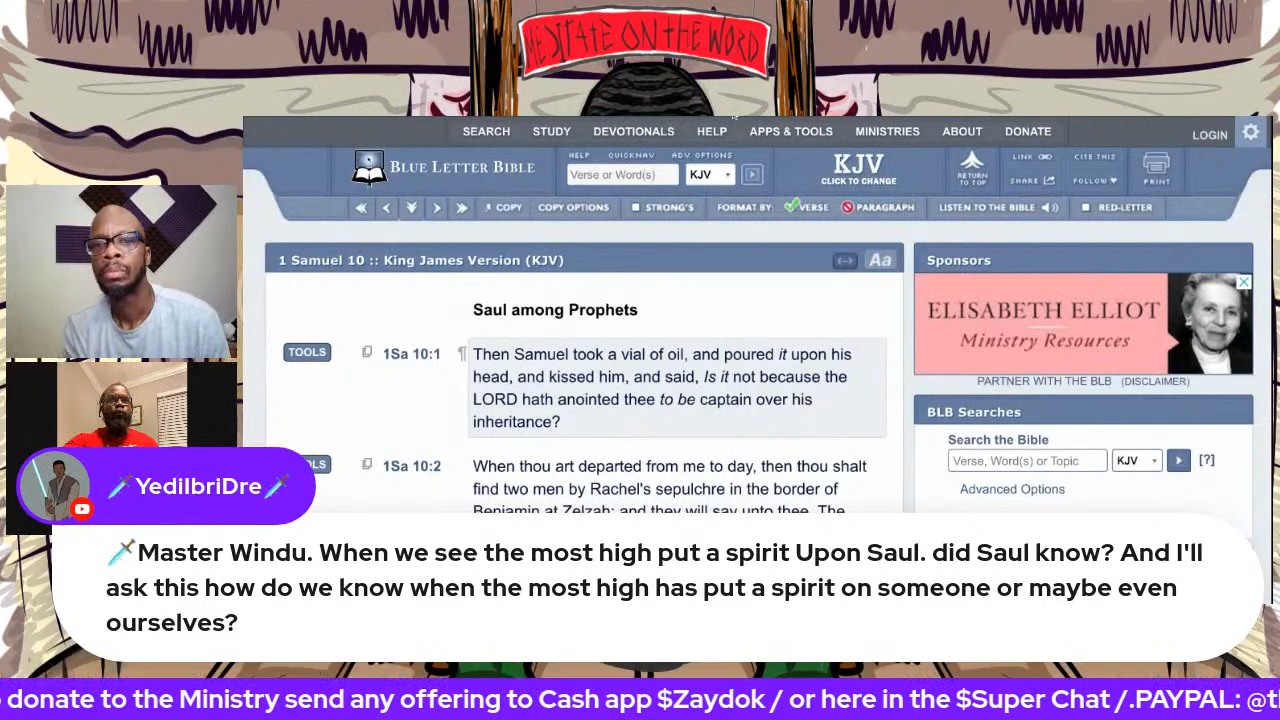 MEDITATE ON THE WORD
SEARCH STUDY DEVOTIONALS HELP APPS & TOOLS MINISTRIES ABOUT DONATE
LOGIN
HELP QUICKNAV ADV OPTIONS
BLUE LETTER BIBLE
Verse or Word(s) KJV
KJV
CLICK TO CHANGE
RETURN
TO TOP
LINK CITE THIS
SHARE FOLLOW
PRINT
COPY COPY OPTIONS STRONG'S FORMAT BY: VERSE PARAGRAPH LISTEN TO THE BIBLE RED-LETTER
1 Samuel 10 :: King James Version (KJV) Aa
Saul among Prophets
TOOLS 1Sa 10:1 ¶ Then Samuel took a vial of oil, and poured it upon his
head, and kissed him, and said, Is it not because the
LORD hath anointed thee to be captain over his
inheritance?
1Sa 10:2 When thou art departed from me to day, then thou shalt
find two men by Rachel's sepulchre in the border of
Benjamin at Zelzah; and they will say unto thee, The
Sponsors
ELISABETH ELLIOT
Ministry Resources
PARTNER WITH THE BLB (DISCLAIMER)
BLB Searches
Search the Bible
Verse, Word(s) or Topic KJV [?]
Advanced Options
🗡️YedilbriDre🗡️
🗡️Master Windu. When we see the most high put a spirit Upon Saul. did Saul know? And I'll
ask this how do we know when the most high has put a spirit on someone or maybe even
ourselves?
donate to the Ministry send any offering to Cash app $Zaydok / or here in the $Super Chat /.PAYPAL: